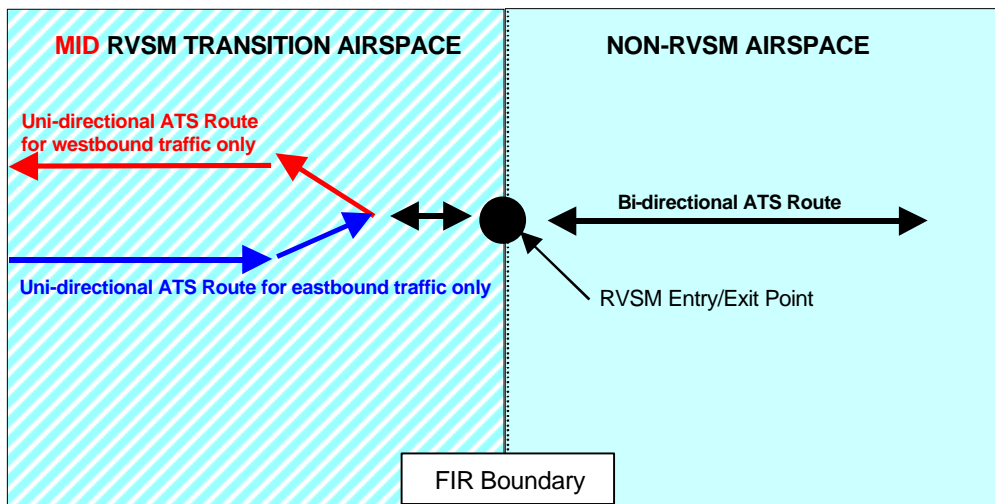 MID RVSM TRANSITION AIRSPACE
NON-RVSM AIRSPACE
Uni-directional ATS Route
for westbound traffic only
Bi-directional ATS Route
Uni-directional ATS Route for eastbound traffic only
RVSM Entry/Exit Point
FIR Boundary